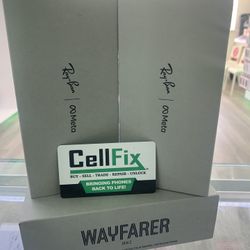 Ray-Ban | Meta
Ray-Ban | Meta
CellFix
BUY - SELL - TRADE - REPAIR - UNLOCK
BRINGING PHONES
BACK TO LIFE!
WAYFARER